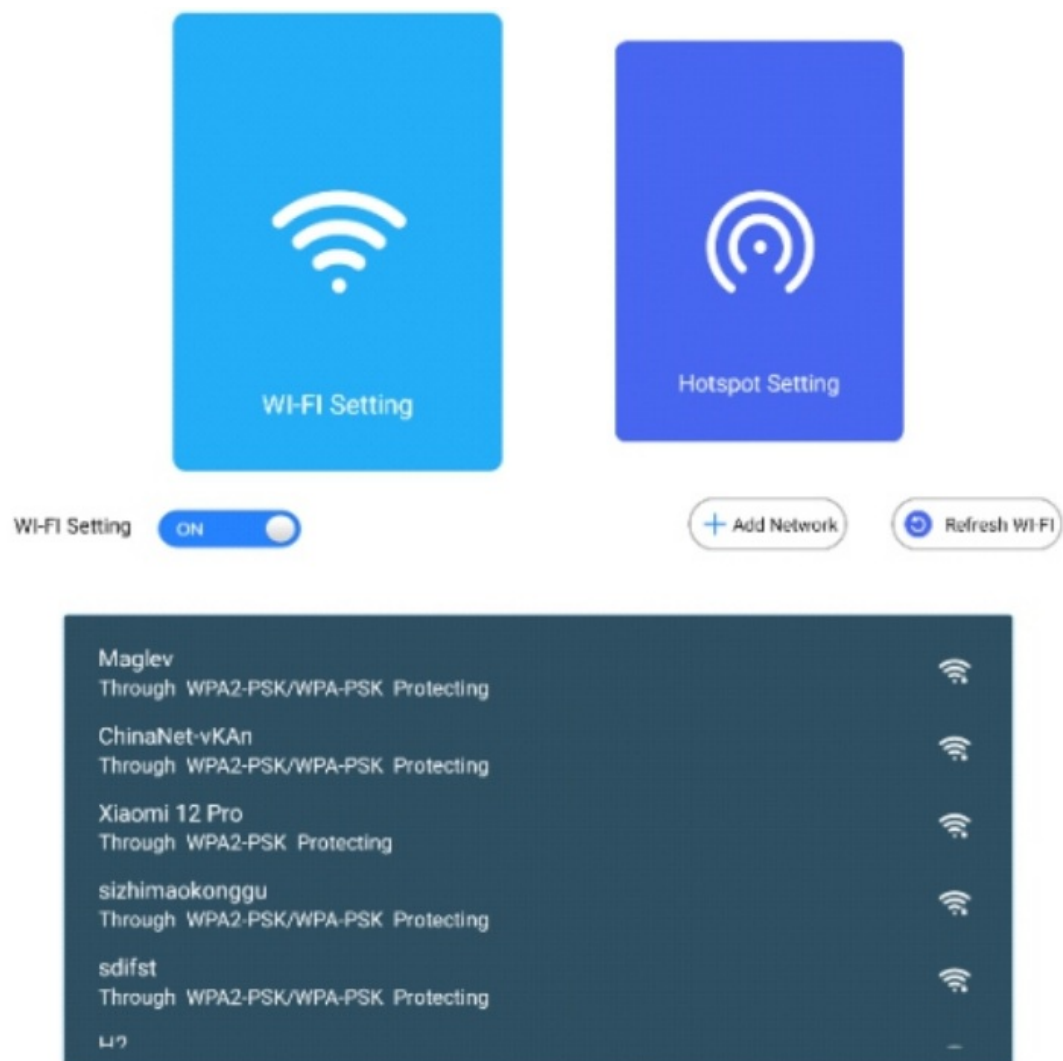 WI-FI Setting
Hotspot Setting
WI-FI Setting
ON
Add Network
Refresh WI-FI
Maglev
Through WPA2-PSK/WPA-PSK Protecting
ChinaNet-vKAn
Through WPA2-PSK/WPA-PSK Protecting
Xiaomi 12 Pro
Through WPA2-PSK Protecting
sizhimaokonggu
Through WPA2-PSK/WPA-PSK Protecting
sdifst
Through WPA2-PSK/WPA-PSK Protecting